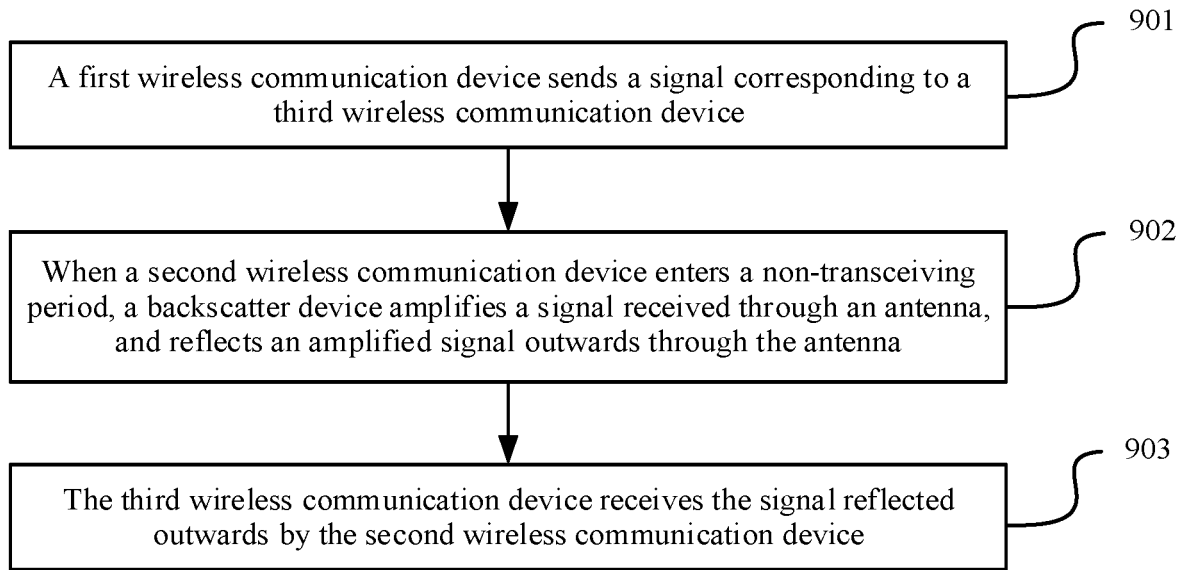 901
A first wireless communication device sends a signal corresponding to a
third wireless communication device
902
When a second wireless communication device enters a non-transceiving
period, a backscatter device amplifies a signal received through an antenna,
and reflects an amplified signal outwards through the antenna
903
The third wireless communication device receives the signal reflected
outwards by the second wireless communication device